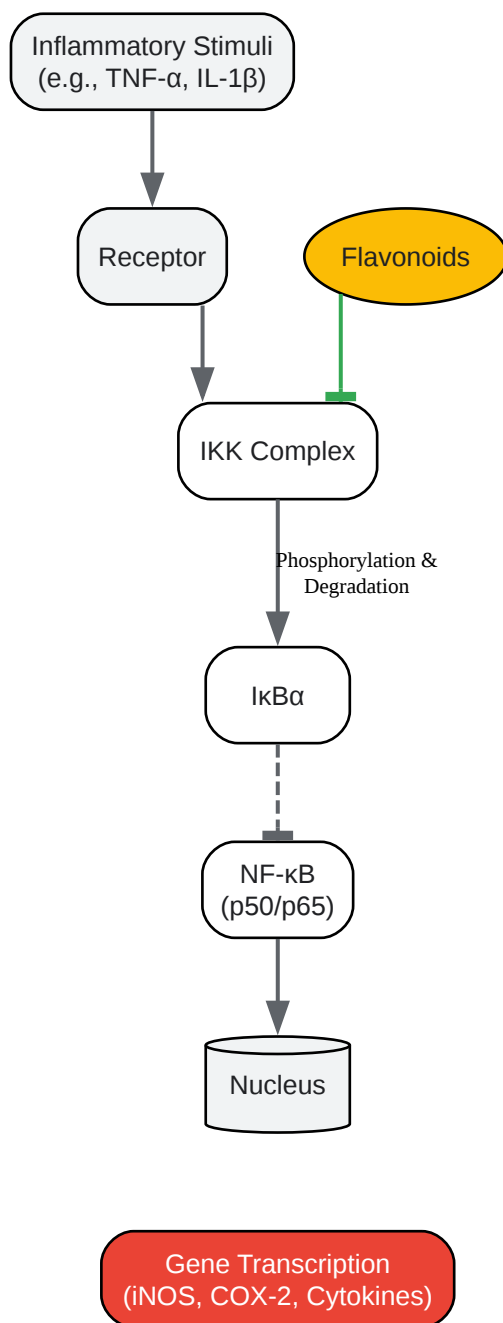 Inflammatory Stimuli
(e.g., TNF-α, IL-1β)
Receptor
Flavonoids
IKK Complex
Phosphorylation &
Degradation
IκBα
NF-κB
(p50/p65)
Nucleus
Gene Transcription
(iNOS, COX-2, Cytokines)